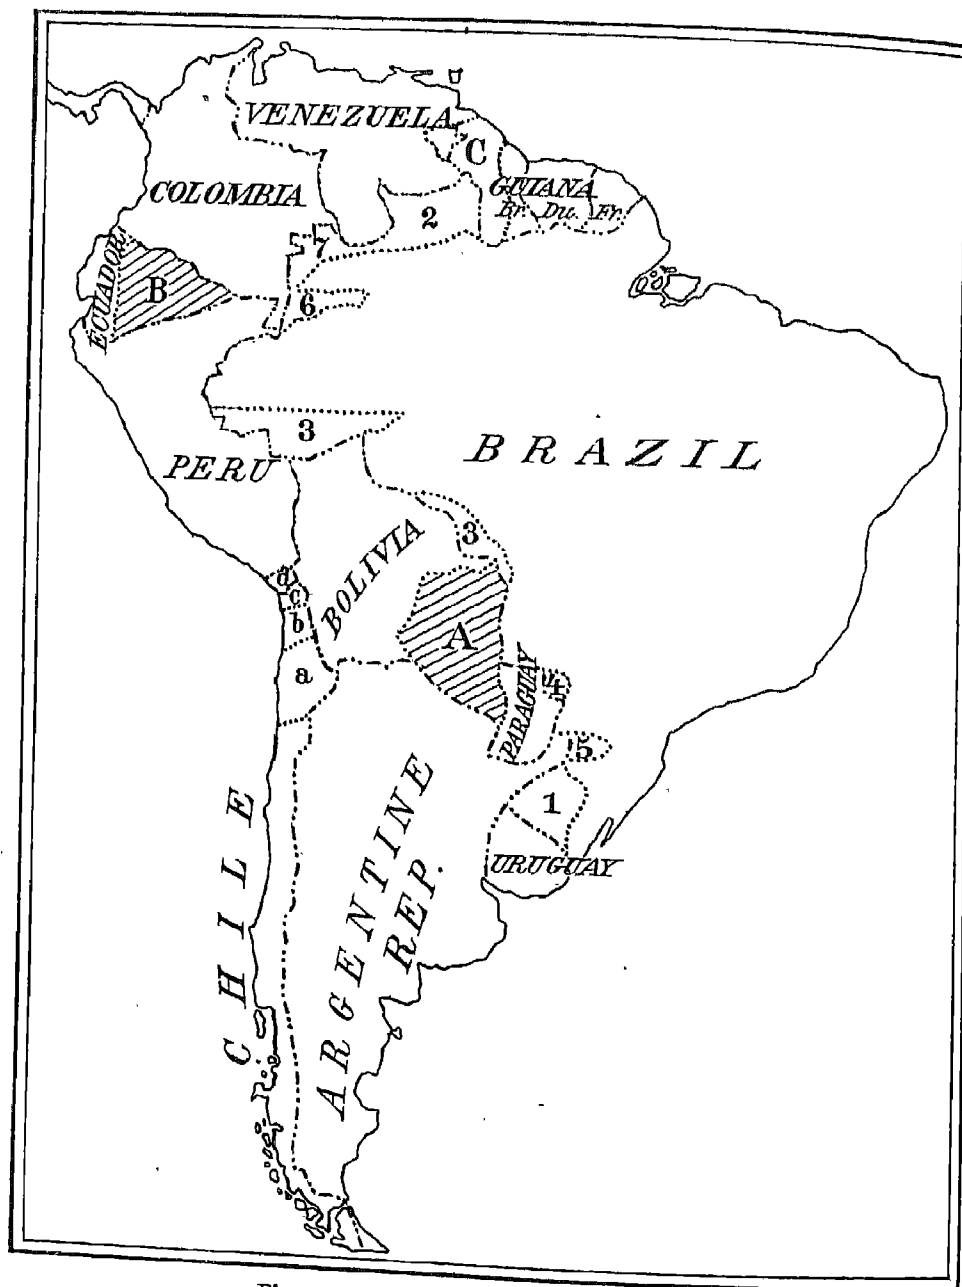 VENEZUELA
C
COLOMBIA
GUIANA
Br. Du. Fr.
2
7
ECUADOR
B
6
3
BRAZIL
PERU
3
d
c
b
BOLIVIA
A
a
PARAGUAY
4
5
1
CHILE
ARGENTINE
REP.
URUGUAY